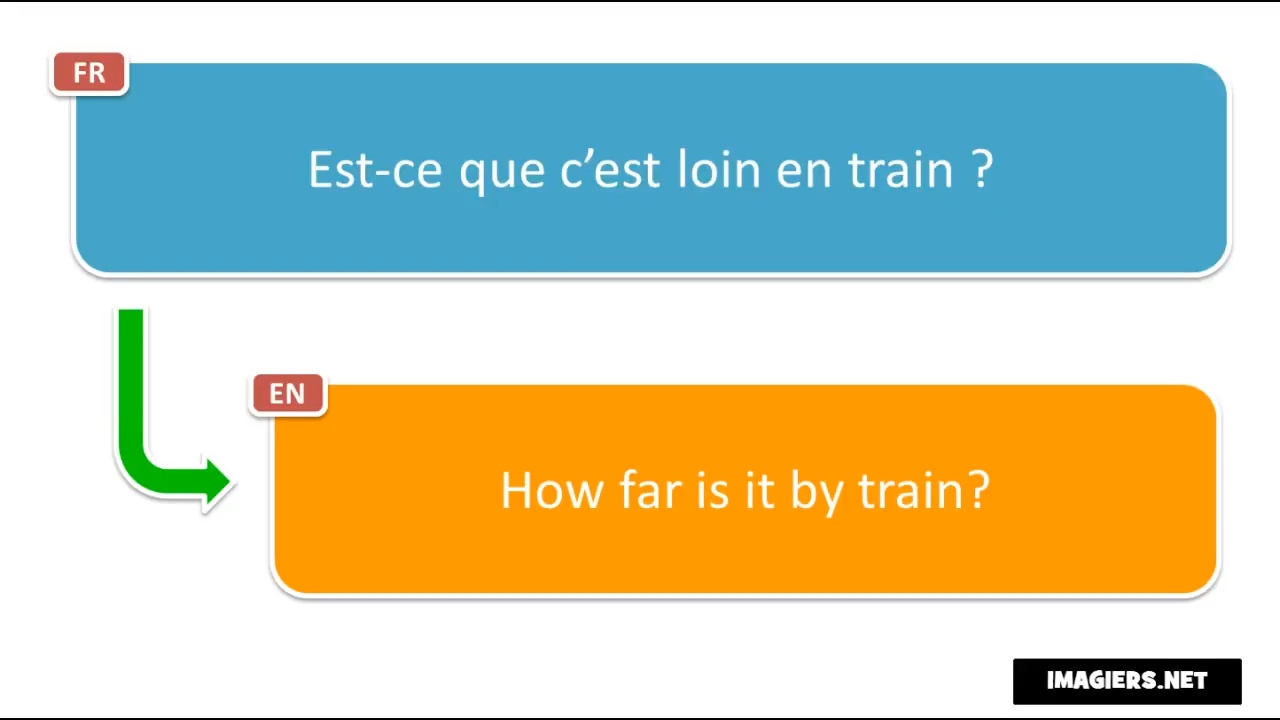 FR
Est-ce que c’est loin en train ?
EN
How far is it by train?
IMAGIERS.NET